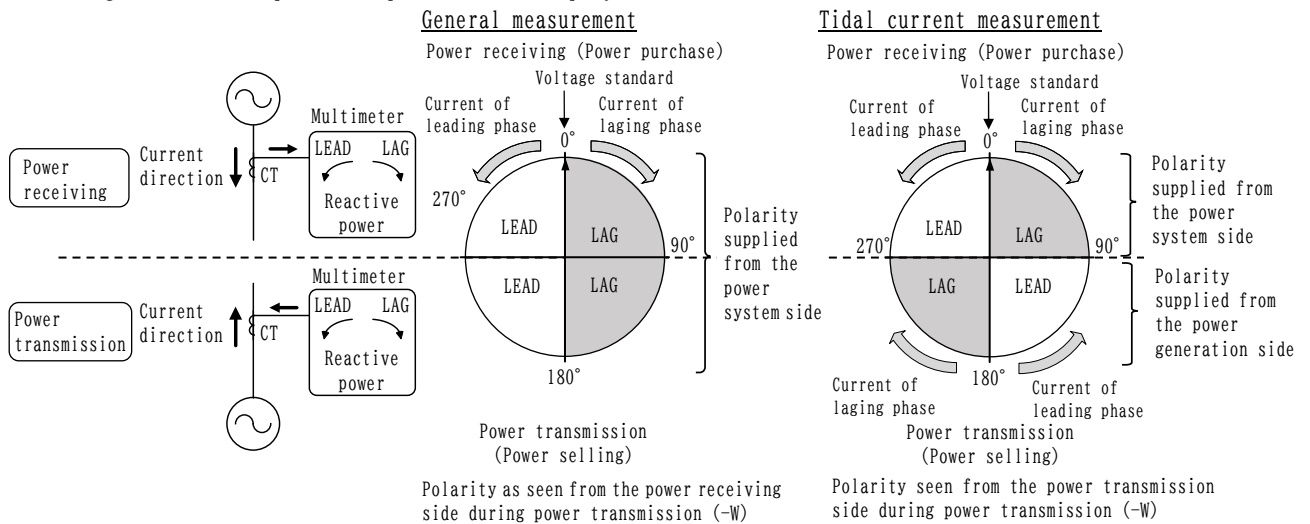 General measurement
Power receiving (Power purchase)
Voltage standard
Current of
leading phase
Current of
laging phase
0°
270°
90°
180°
LEAD
LAG
LEAD
LAG
Polarity
supplied
from the
power
system side
Power transmission
(Power selling)
Polarity as seen from the power receiving
side during power transmission (-W)
Tidal current measurement
Power receiving (Power purchase)
Voltage standard
Current of
leading phase
Current of
laging phase
0°
270°
90°
180°
LEAD
LAG
LAG
LEAD
Polarity
supplied from
the power
system side
Polarity
supplied from
the power
generation side
Current of
laging phase
Current of
leading phase
Power transmission
(Power selling)
Polarity seen from the power transmission
side during power transmission (-W)
Power
receiving
Current
direction
CT
Multimeter
LEAD LAG
Reactive
power
Power
transmission
Current
direction
CT
Multimeter
LEAD LAG
Reactive
power